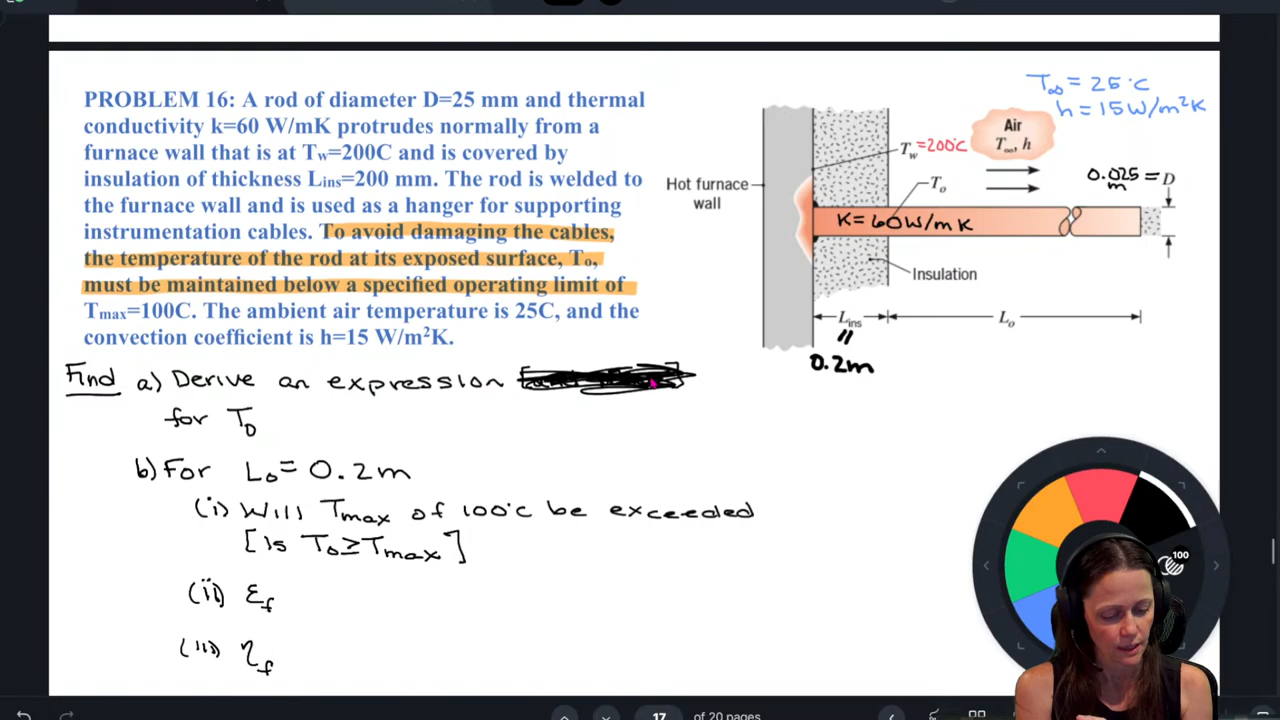 PROBLEM 16: A rod of diameter D=25 mm and thermal
conductivity k=60 W/mK protrudes normally from a
furnace wall that is at Tw=200C and is covered by
insulation of thickness Lins=200 mm. The rod is welded to
the furnace wall and is used as a hanger for supporting
instrumentation cables. To avoid damaging the cables,
the temperature of the rod at its exposed surface, To,
must be maintained below a specified operating limit of
Tmax=100C. The ambient air temperature is 25C, and the
convection coefficient is h=15 W/m²K.
T∞ = 25°C
h = 15 W/m²K
Air
T∞, h
Tw =200°C
To
0.025 = D
m
Hot furnace
wall
K = 60 W/mK
Insulation
Lins
Lo
0.2m
Find a) Derive an expression
for To
b) For Lo = 0.2m
(i) Will Tmax of 100°C be exceeded
[Is To ≥ Tmax]
(ii) εf
(iii) ηf
100
17 of 20 pages